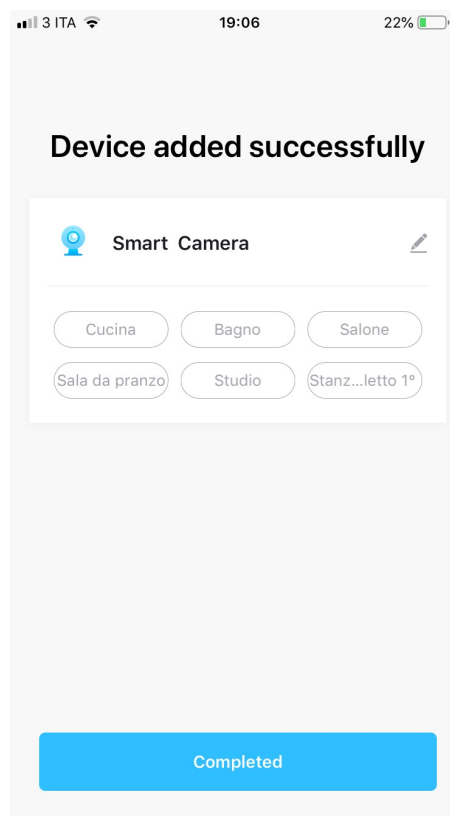 3 ITA 19:06 22%
Device added successfully
Smart Camera
Cucina Bagno Salone
Sala da pranzo Studio Stanz...letto 1°
Completed